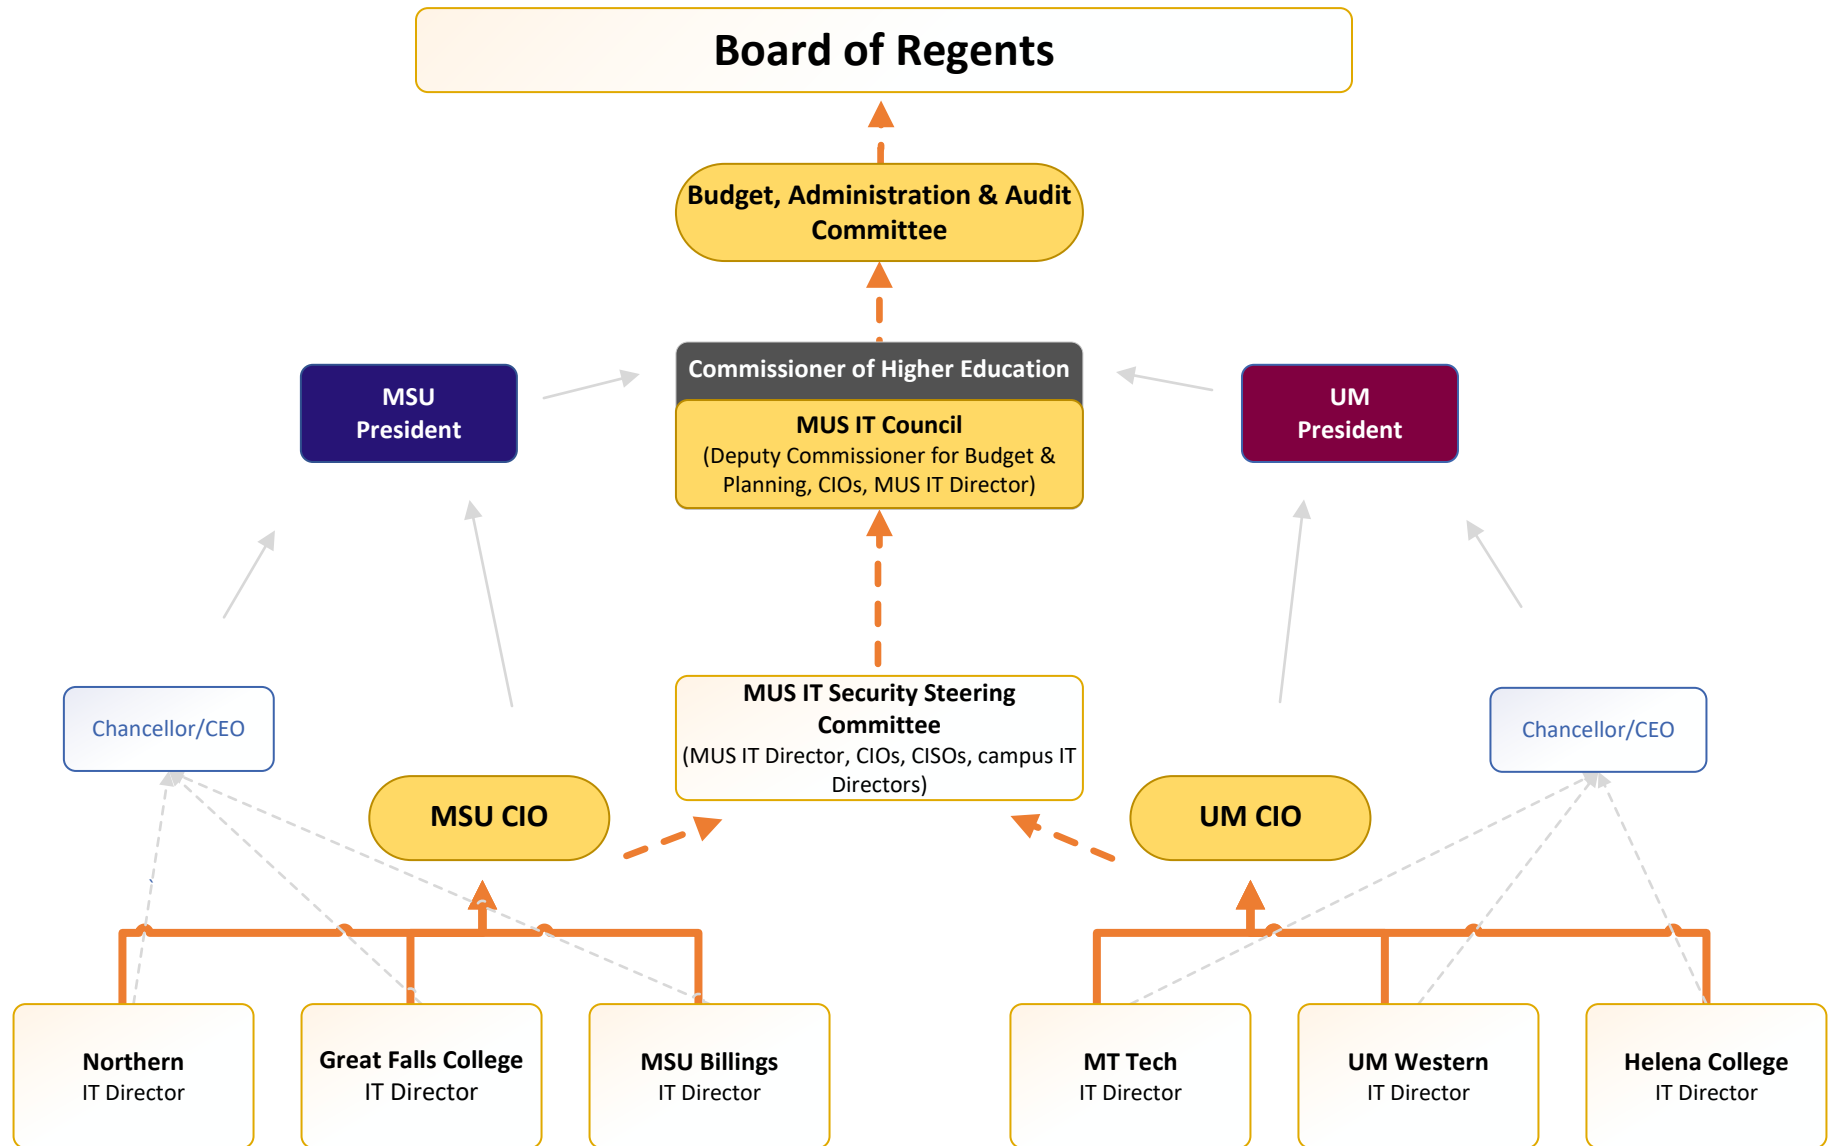 Board of Regents
Budget, Administration & Audit
Committee
Commissioner of Higher Education
MSU
President
MUS IT Council
(Deputy Commissioner for Budget &
Planning, CIOs, MUS IT Director)
UM
President
Chancellor/CEO
MUS IT Security Steering
Committee
(MUS IT Director, CIOs, CISOs, campus IT
Directors)
Chancellor/CEO
MSU CIO
UM CIO
Northern
IT Director
Great Falls College
IT Director
MSU Billings
IT Director
MT Tech
IT Director
UM Western
IT Director
Helena College
IT Director